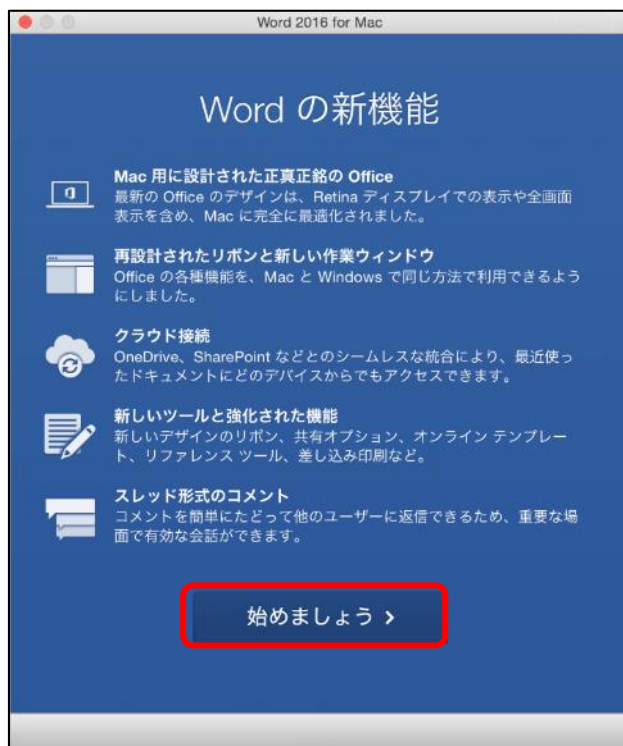 Word 2016 for Mac
Word の新機能
Mac 用に設計された正真正銘の Office
最新の Office のデザインは、Retina ディスプレイでの表示や全画面
表示を含め、Mac に完全に最適化されました。
再設計されたリボンと新しい作業ウィンドウ
Office の各種機能を、Mac と Windows で同じ方法で利用できるよう
にしました。
クラウド接続
OneDrive、SharePoint などとのシームレスな統合により、最近使っ
たドキュメントにどのデバイスからでもアクセスできます。
新しいツールと強化された機能
新しいデザインのリボン、共有オプション、オンライン テンプレー
ト、リファレンス ツール、差し込み印刷など。
スレッド形式のコメント
コメントを簡単にたどって他のユーザーに返信できるため、重要な場
面で有効な会話ができます。
始めましょう >